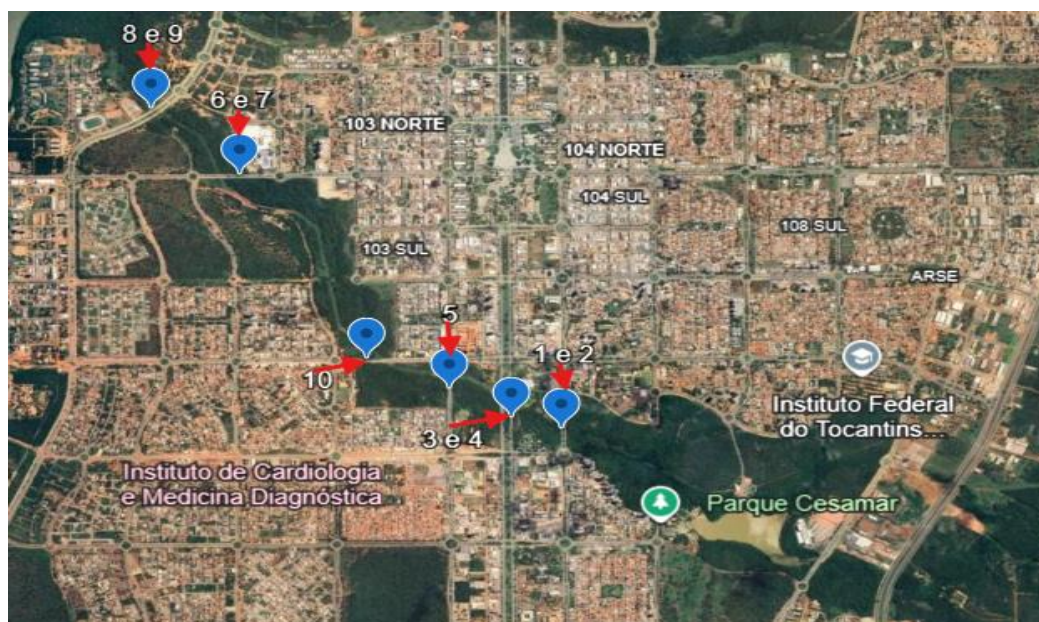 8 e 9
6 e 7
103 NORTE
104 NORTE
104 SUL
108 SUL
103 SUL
ARSE
5
1 e 2
10
3 e 4
Instituto Federal
do Tocantins...
Instituto de Cardiologia
e Medicina Diagnóstica
Parque Cesamar